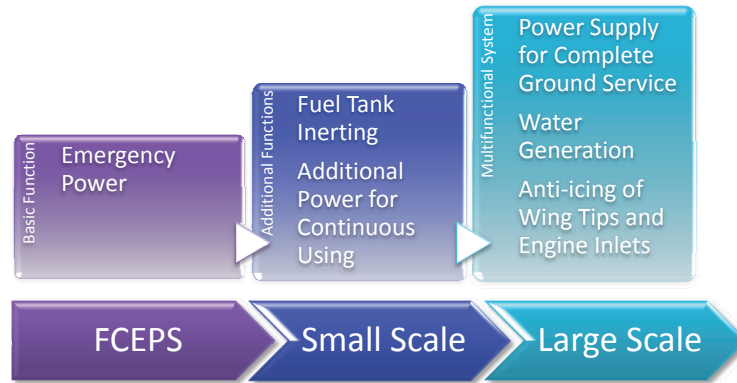 Basic Function
Emergency
Power
Additional Functions
Fuel Tank
Inerting
Additional
Power for
Continuous
Using
Multifunctional System
Power Supply
for Complete
Ground Service
Water
Generation
Anti-icing of
Wing Tips and
Engine Inlets
FCEPS
Small Scale
Large Scale